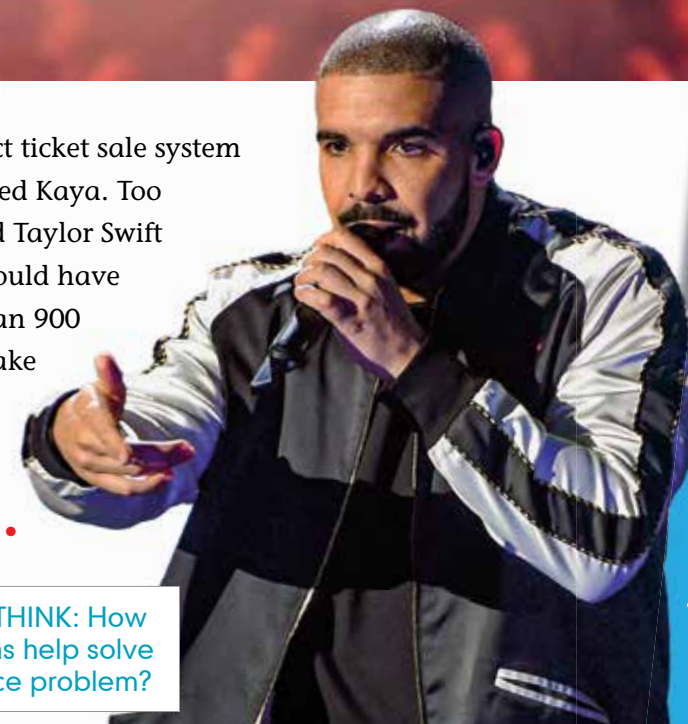 ct ticket sale system
ed Kaya. Too
d Taylor Swift
ould have
an 900
ake
THINK: How
s help solve
ce problem?